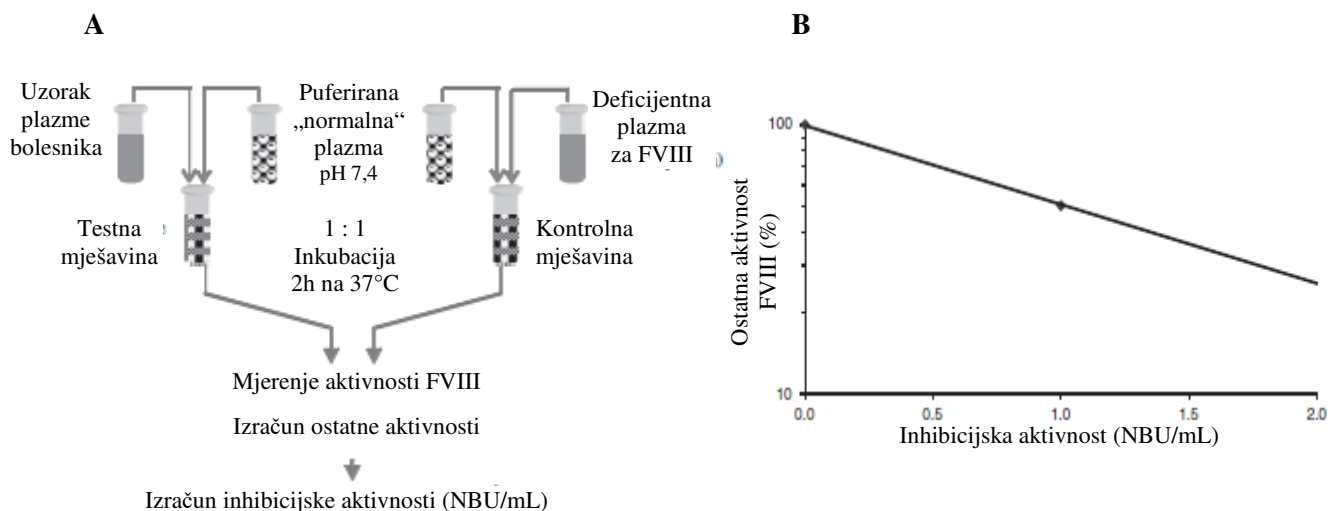 A
Uzorak
plazme
bolesnika
Puferirana
„normalna“
plazma
pH 7,4
Deficijentna
plazma
za FVIII
Testna
mješavina
1 : 1
Inkubacija
2h na 37°C
Kontrolna
mješavina
Mjerenje aktivnosti FVIII
Izračun ostatne aktivnosti
Izračun inhibicijske aktivnosti (NBU/mL)
B
Ostatna aktivnost
FVIII (%)
100
10
0.0 0.5 1.0 1.5 2.0
Inhibicijska aktivnost (NBU/mL)